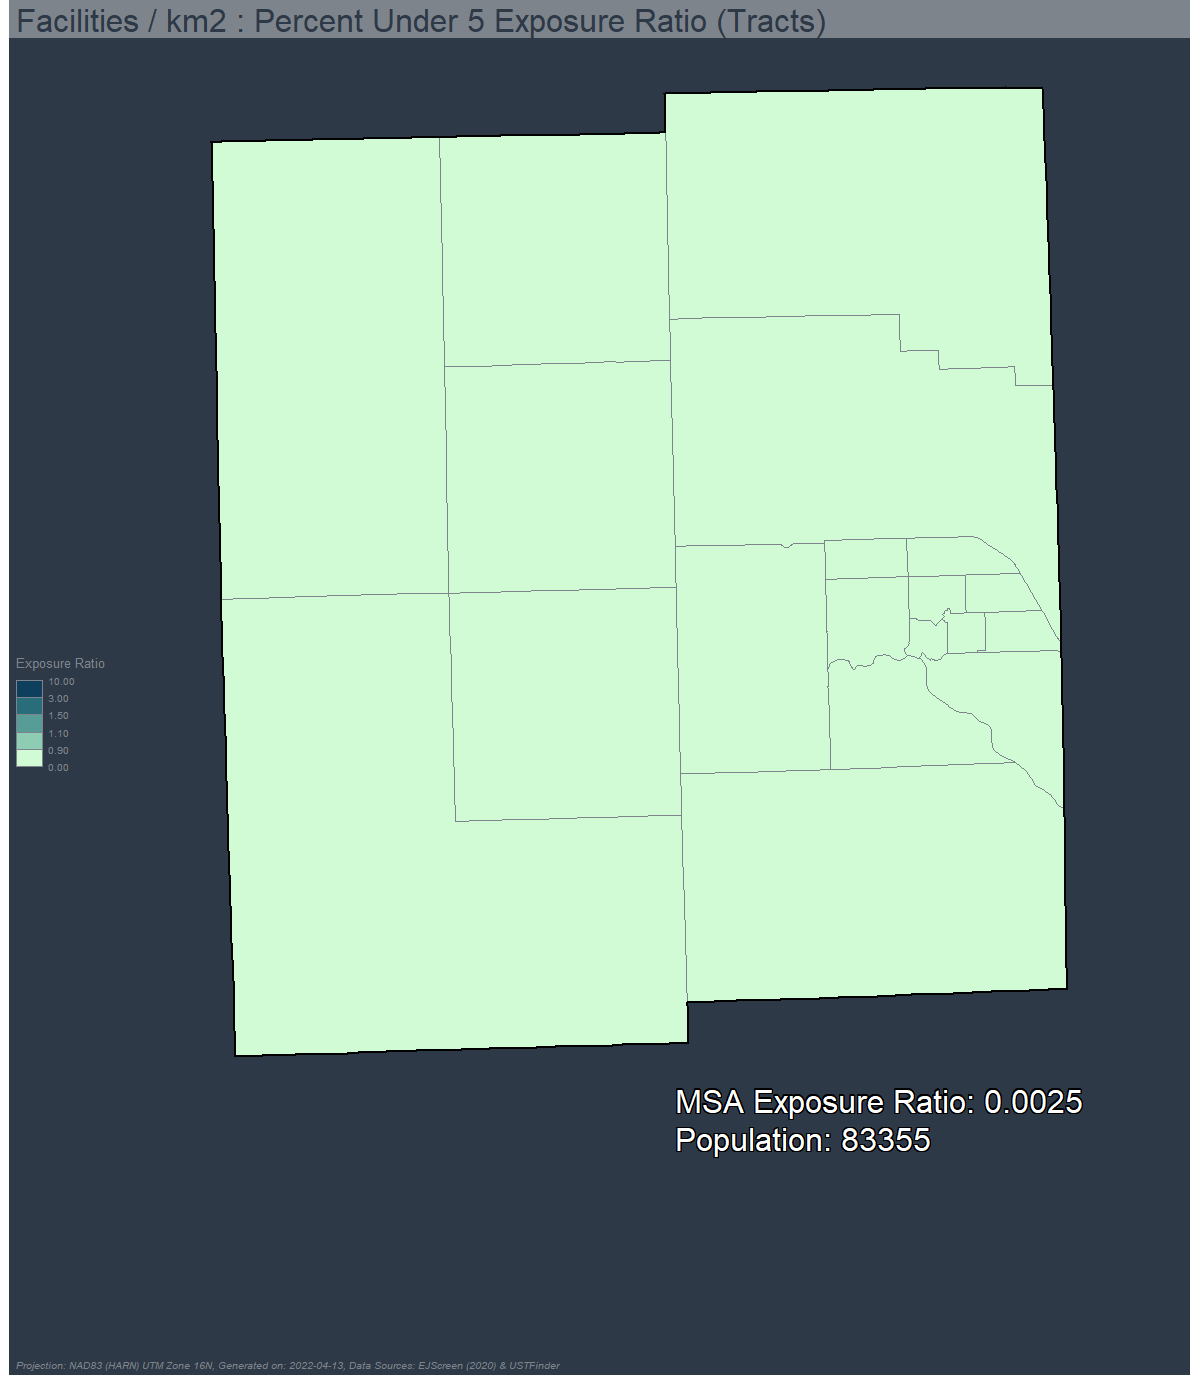 Facilities / km2 : Percent Under 5 Exposure Ratio (Tracts)
Exposure Ratio
10.00
3.00
1.50
1.10
0.90
0.00
MSA Exposure Ratio: 0.0025
Population: 83355
Projection: NAD83 (HARN) UTM Zone 16N, Generated on: 2022-04-13, Data Sources: EJScreen (2020) & USTFinder